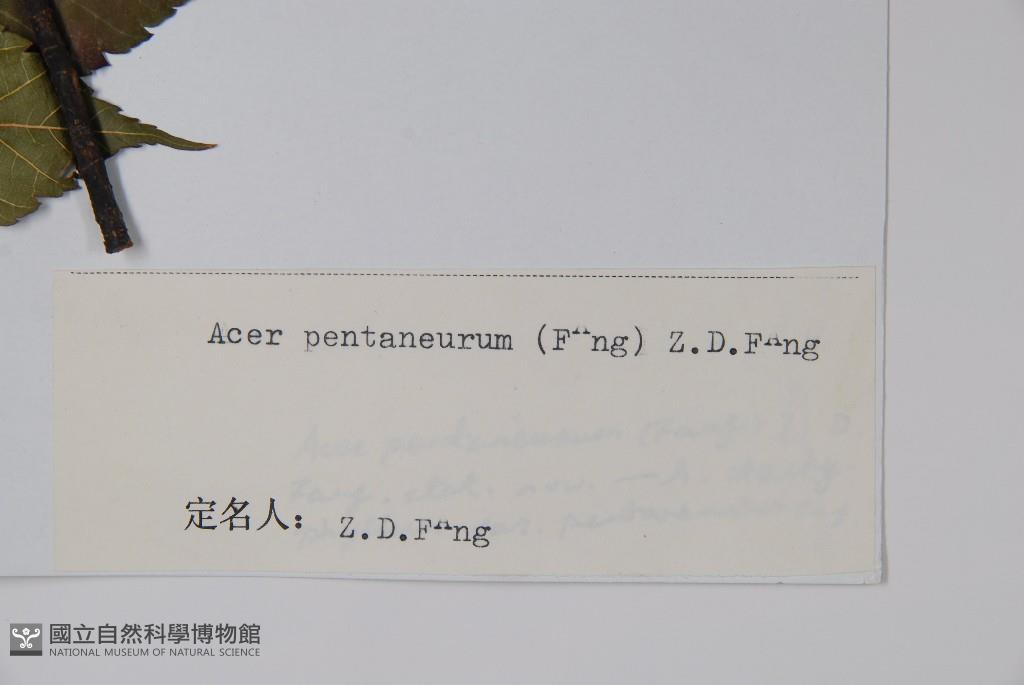 Acer pentaneurum (Fang) Z.D.Fang
定名人： Z.D.Fang
國立自然科學博物館
NATIONAL MUSEUM OF NATURAL SCIENCE